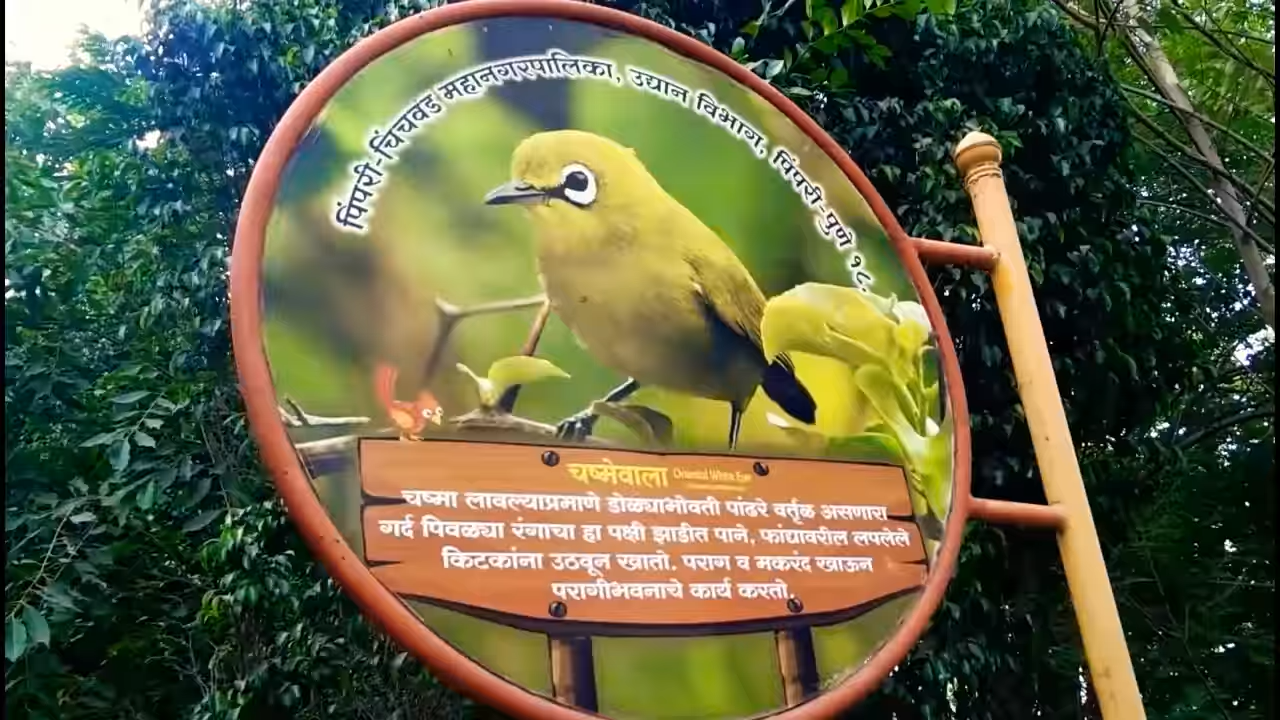 पिंपरी-चिंचवड महानगरपालिका, उद्यान विभाग, पिंपरी-पुणे १८.
चष्मेवाला Oriental White Eye
चष्मा लावल्याप्रमाणे डोळ्याभोवती पांढरे वर्तृळ असणारा
गर्द पिवळ्या रंगाचा हा पक्षी झाडीत पाने, फांद्यावरील लपलेले
किटकांना उठवून खातो. पराग व मकरंद खाऊन
परागीभवनाचे कार्य करतो.